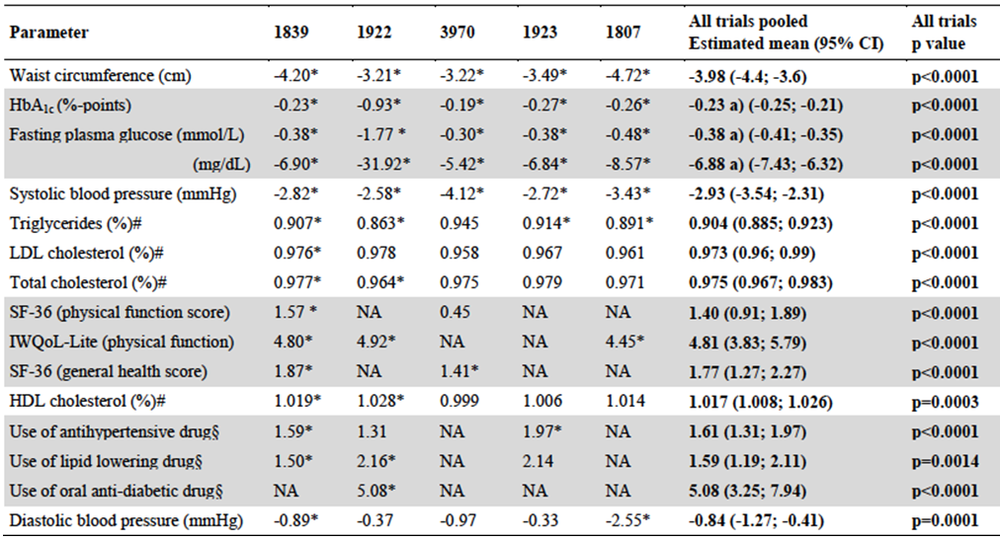 Parameter 1839 1922 3970 1923 1807 All trials pooled Estimated mean (95% CI) All trials p value
Waist circumference (cm) -4.20* -3.21* -3.22* -3.49* -4.72* -3.98 (-4.4; -3.6) p<0.0001
HbA1c (%-points) -0.23* -0.93* -0.19* -0.27* -0.26* -0.23 a) (-0.25; -0.21) p<0.0001
Fasting plasma glucose (mmol/L) -0.38* -1.77 * -0.30* -0.38* -0.48* -0.38 a) (-0.41; -0.35) p<0.0001
(mg/dL) -6.90* -31.92* -5.42* -6.84* -8.57* -6.88 a) (-7.43; -6.32) p<0.0001
Systolic blood pressure (mmHg) -2.82* -2.58* -4.12* -2.72* -3.43* -2.93 (-3.54; -2.31) p<0.0001
Triglycerides (%)# 0.907* 0.863* 0.945 0.914* 0.891* 0.904 (0.885; 0.923) p<0.0001
LDL cholesterol (%)# 0.976* 0.978 0.958 0.967 0.961 0.973 (0.96; 0.99) p<0.0001
Total cholesterol (%)# 0.977* 0.964* 0.975 0.979 0.971 0.975 (0.967; 0.983) p<0.0001
SF-36 (physical function score) 1.57 * NA 0.45 NA NA 1.40 (0.91; 1.89) p<0.0001
IWQoL-Lite (physical function) 4.80* 4.92* NA NA 4.45* 4.81 (3.83; 5.79) p<0.0001
SF-36 (general health score) 1.87* NA 1.41* NA NA 1.77 (1.27; 2.27) p<0.0001
HDL cholesterol (%)# 1.019* 1.028* 0.999 1.006 1.014 1.017 (1.008; 1.026) p=0.0003
Use of antihypertensive drug§ 1.59* 1.31 NA 1.97* NA 1.61 (1.31; 1.97) p<0.0001
Use of lipid lowering drug§ 1.50* 2.16* NA 2.14 NA 1.59 (1.19; 2.11) p=0.0014
Use of oral anti-diabetic drug§ NA 5.08* NA NA NA 5.08 (3.25; 7.94) p<0.0001
Diastolic blood pressure (mmHg) -0.89* -0.37 -0.97 -0.33 -2.55* -0.84 (-1.27; -0.41) p=0.0001